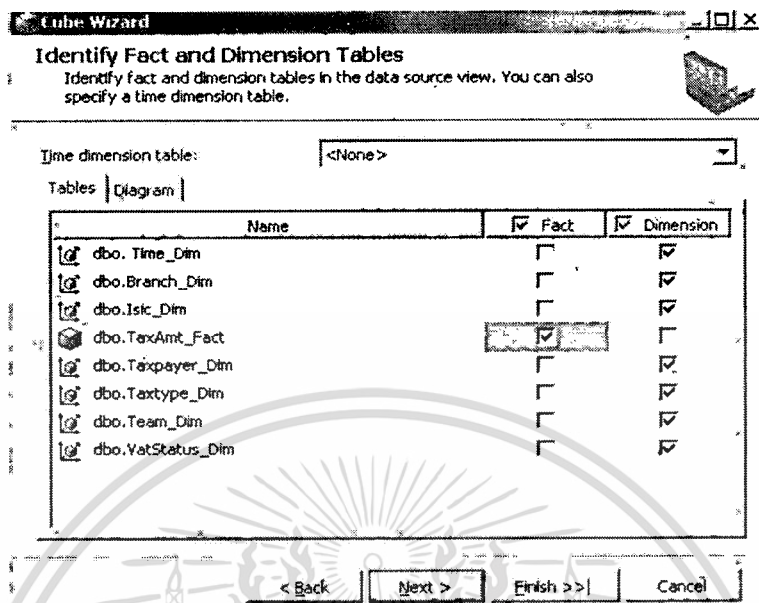 Cube Wizard
Identify Fact and Dimension Tables
Identify fact and dimension tables in the data source view. You can also
specify a time dimension table.
Time dimension table: <None>
Tables Diagram
Name Fact Dimension
dbo. Time_Dim
dbo.Branch_Dim
dbo.Isic_Dim
dbo.TaxAmt_Fact
dbo.Taxpayer_Dim
dbo.Taxtype_Dim
dbo.Team_Dim
dbo.VatStatus_Dim
< Back Next > Finish >>| Cancel